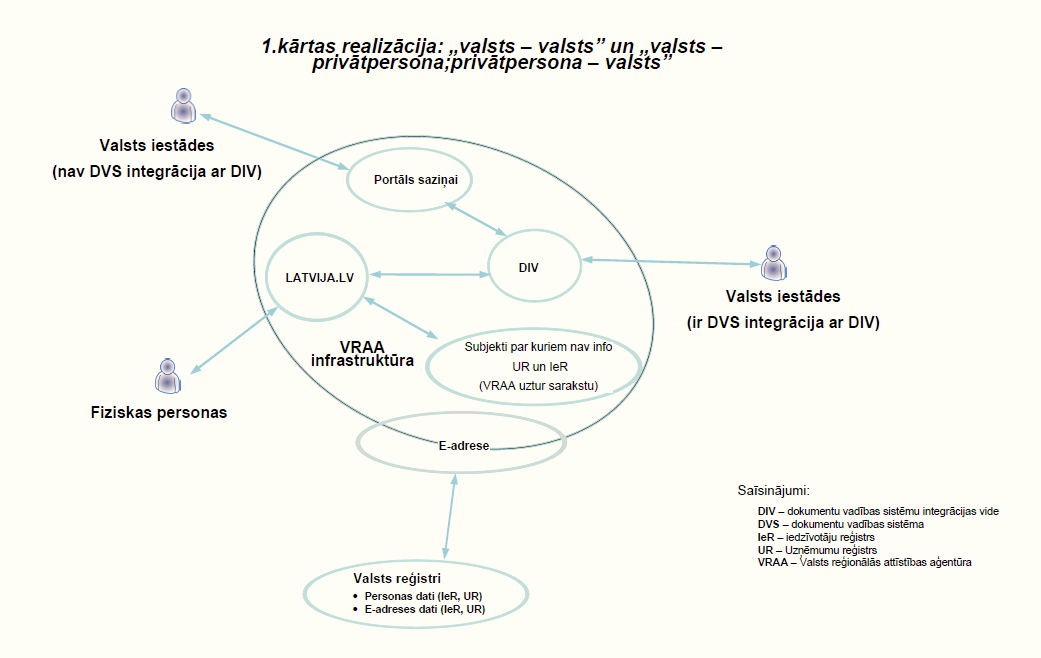 1.kārtas realizācija: „valsts – valsts” un „valsts –
privātpersona;privātpersona – valsts”
Valsts iestādes
(nav DVS integrācija ar DIV)
Portāls saziņai
LATVIJA.LV
DIV
Valsts iestādes
(ir DVS integrācija ar DIV)
VRAA
infrastruktūra
Subjekti par kuriem nav info
UR un IeR
(VRAA uztur sarakstu)
Fiziskas personas
E-adrese
Saīsinājumi:
DIV – dokumentu vadības sistēmu integrācijas vide
DVS – dokumentu vadības sistēma
IeR – iedzīvotāju reģistrs
UR – Uzņēmumu reģistrs
VRAA – Valsts reģionālās attīstības aģentūra
Valsts reģistri
• Personas dati (IeR, UR)
• E-adreses dati (IeR, UR)